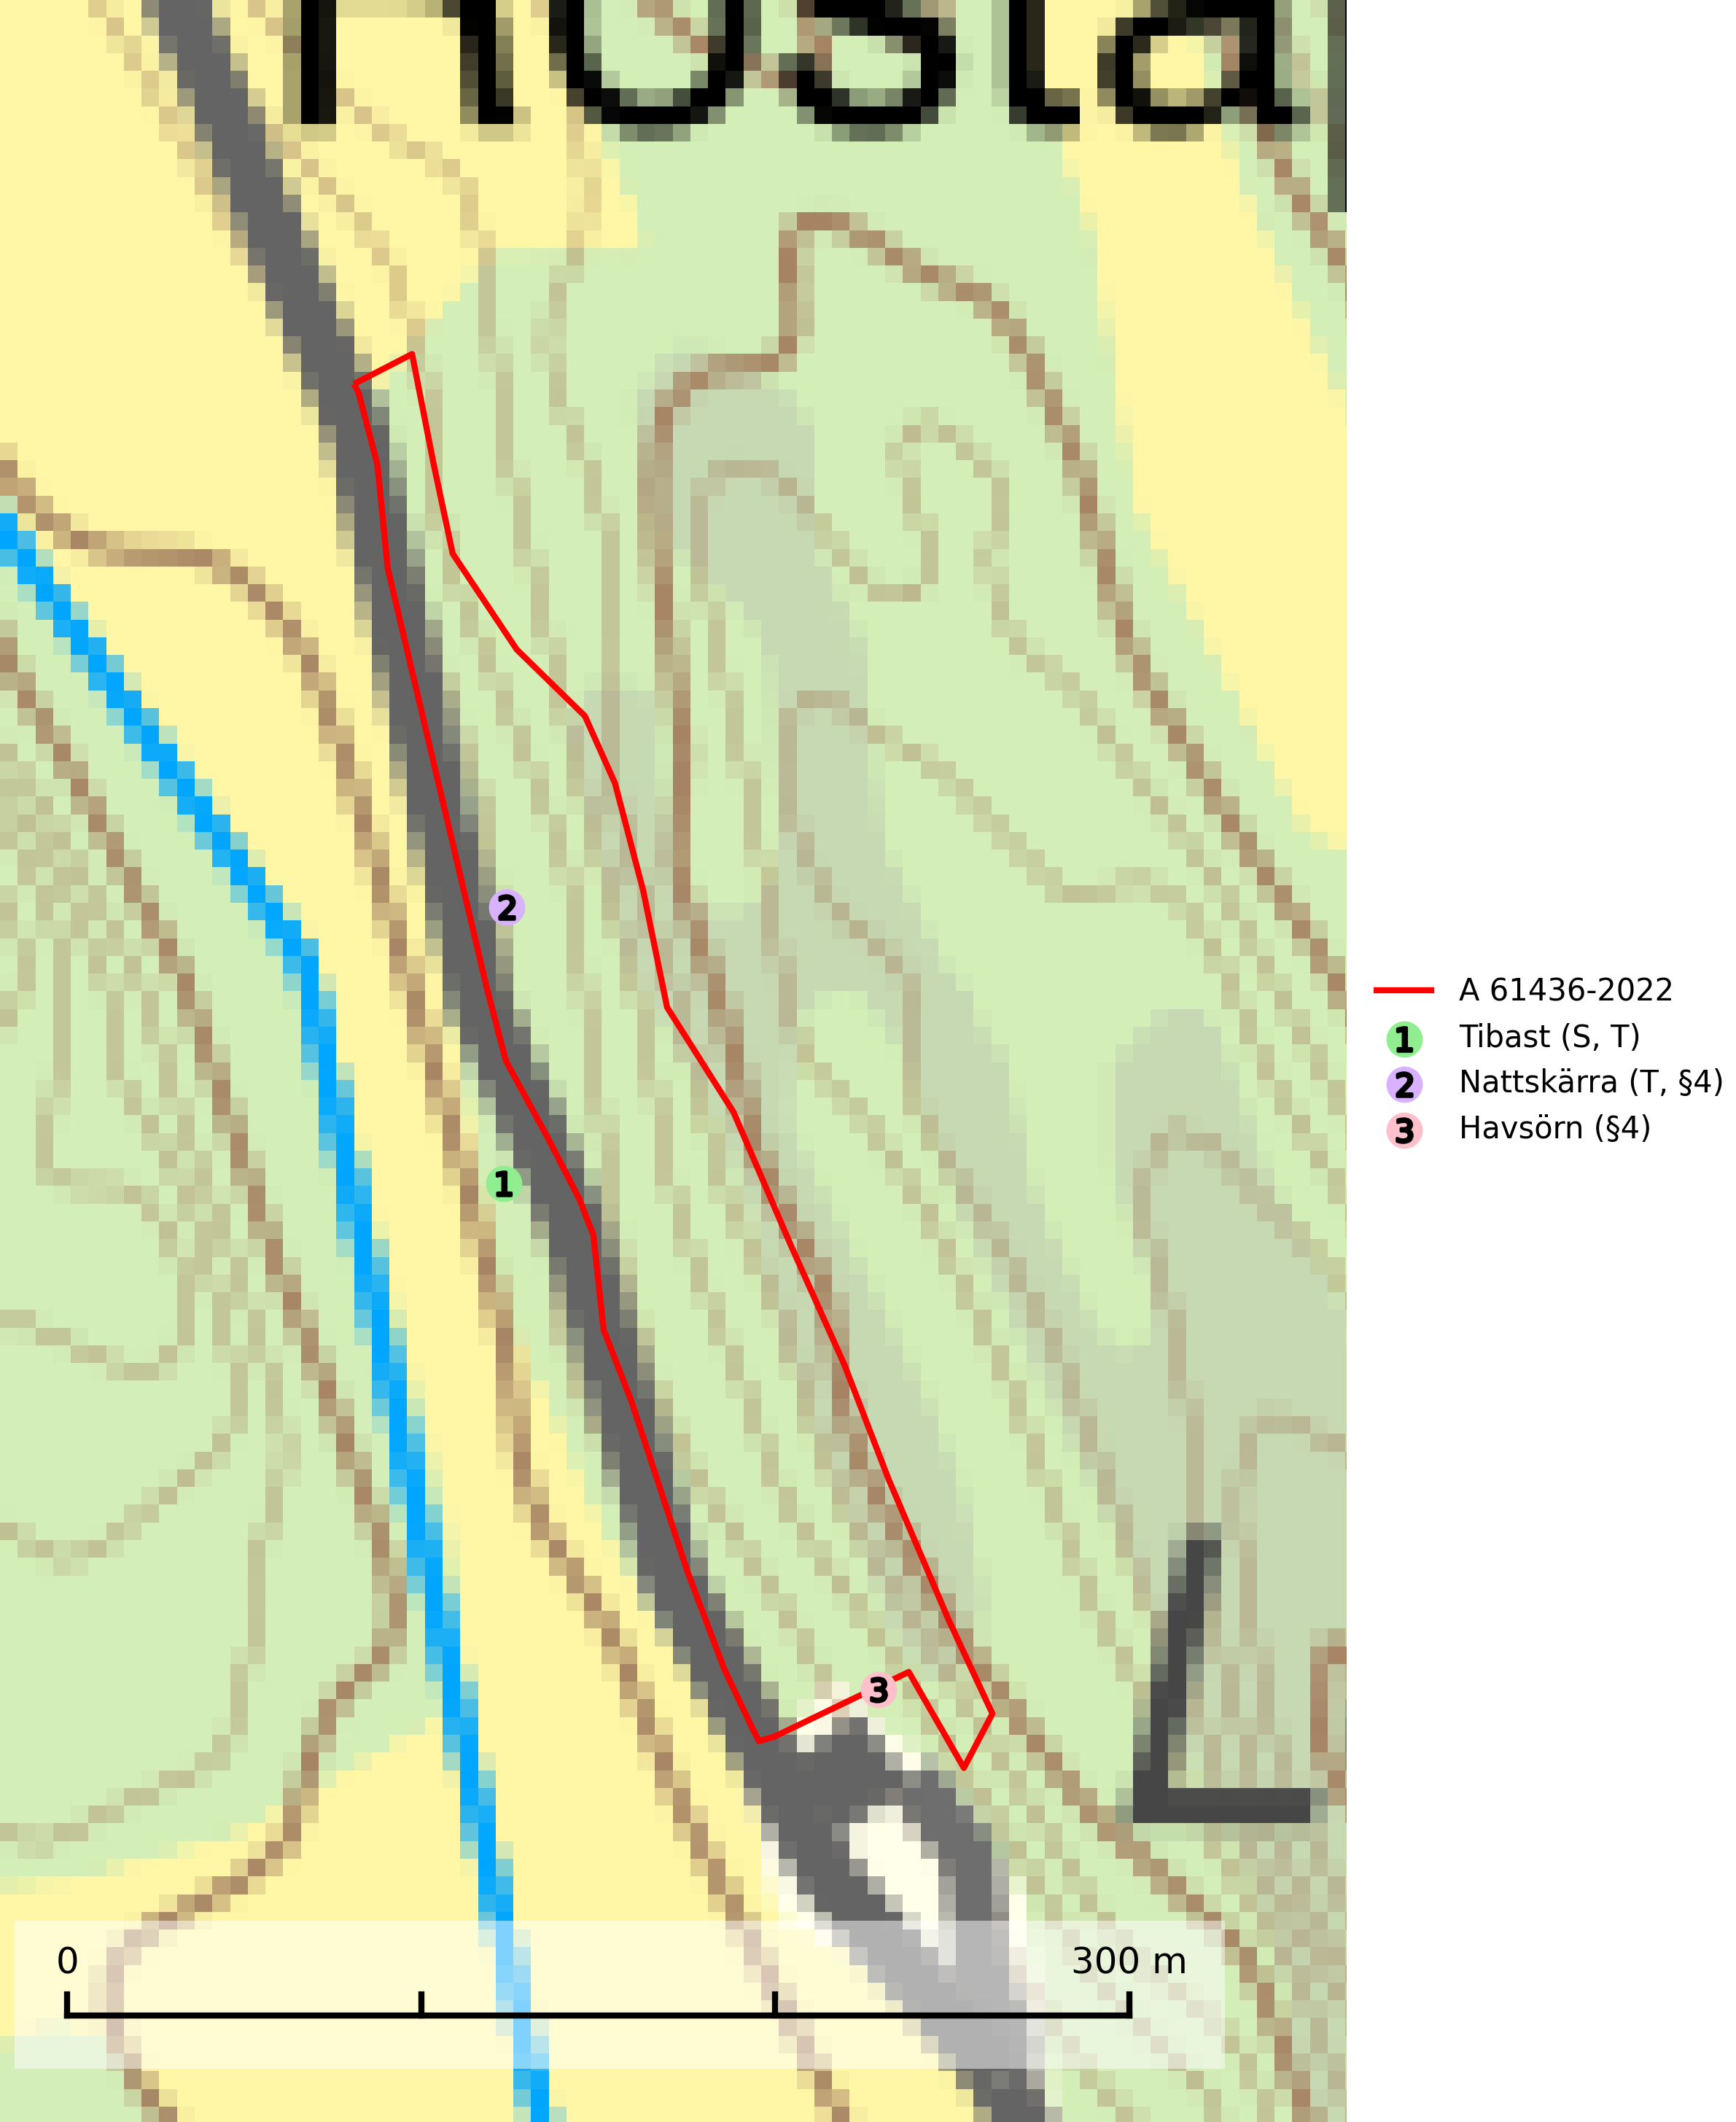 2
1
3
0
300 m
A 61436-2022
1 Tibast (S, T)
2 Nattskärra (T, §4)
3 Havsörn (§4)